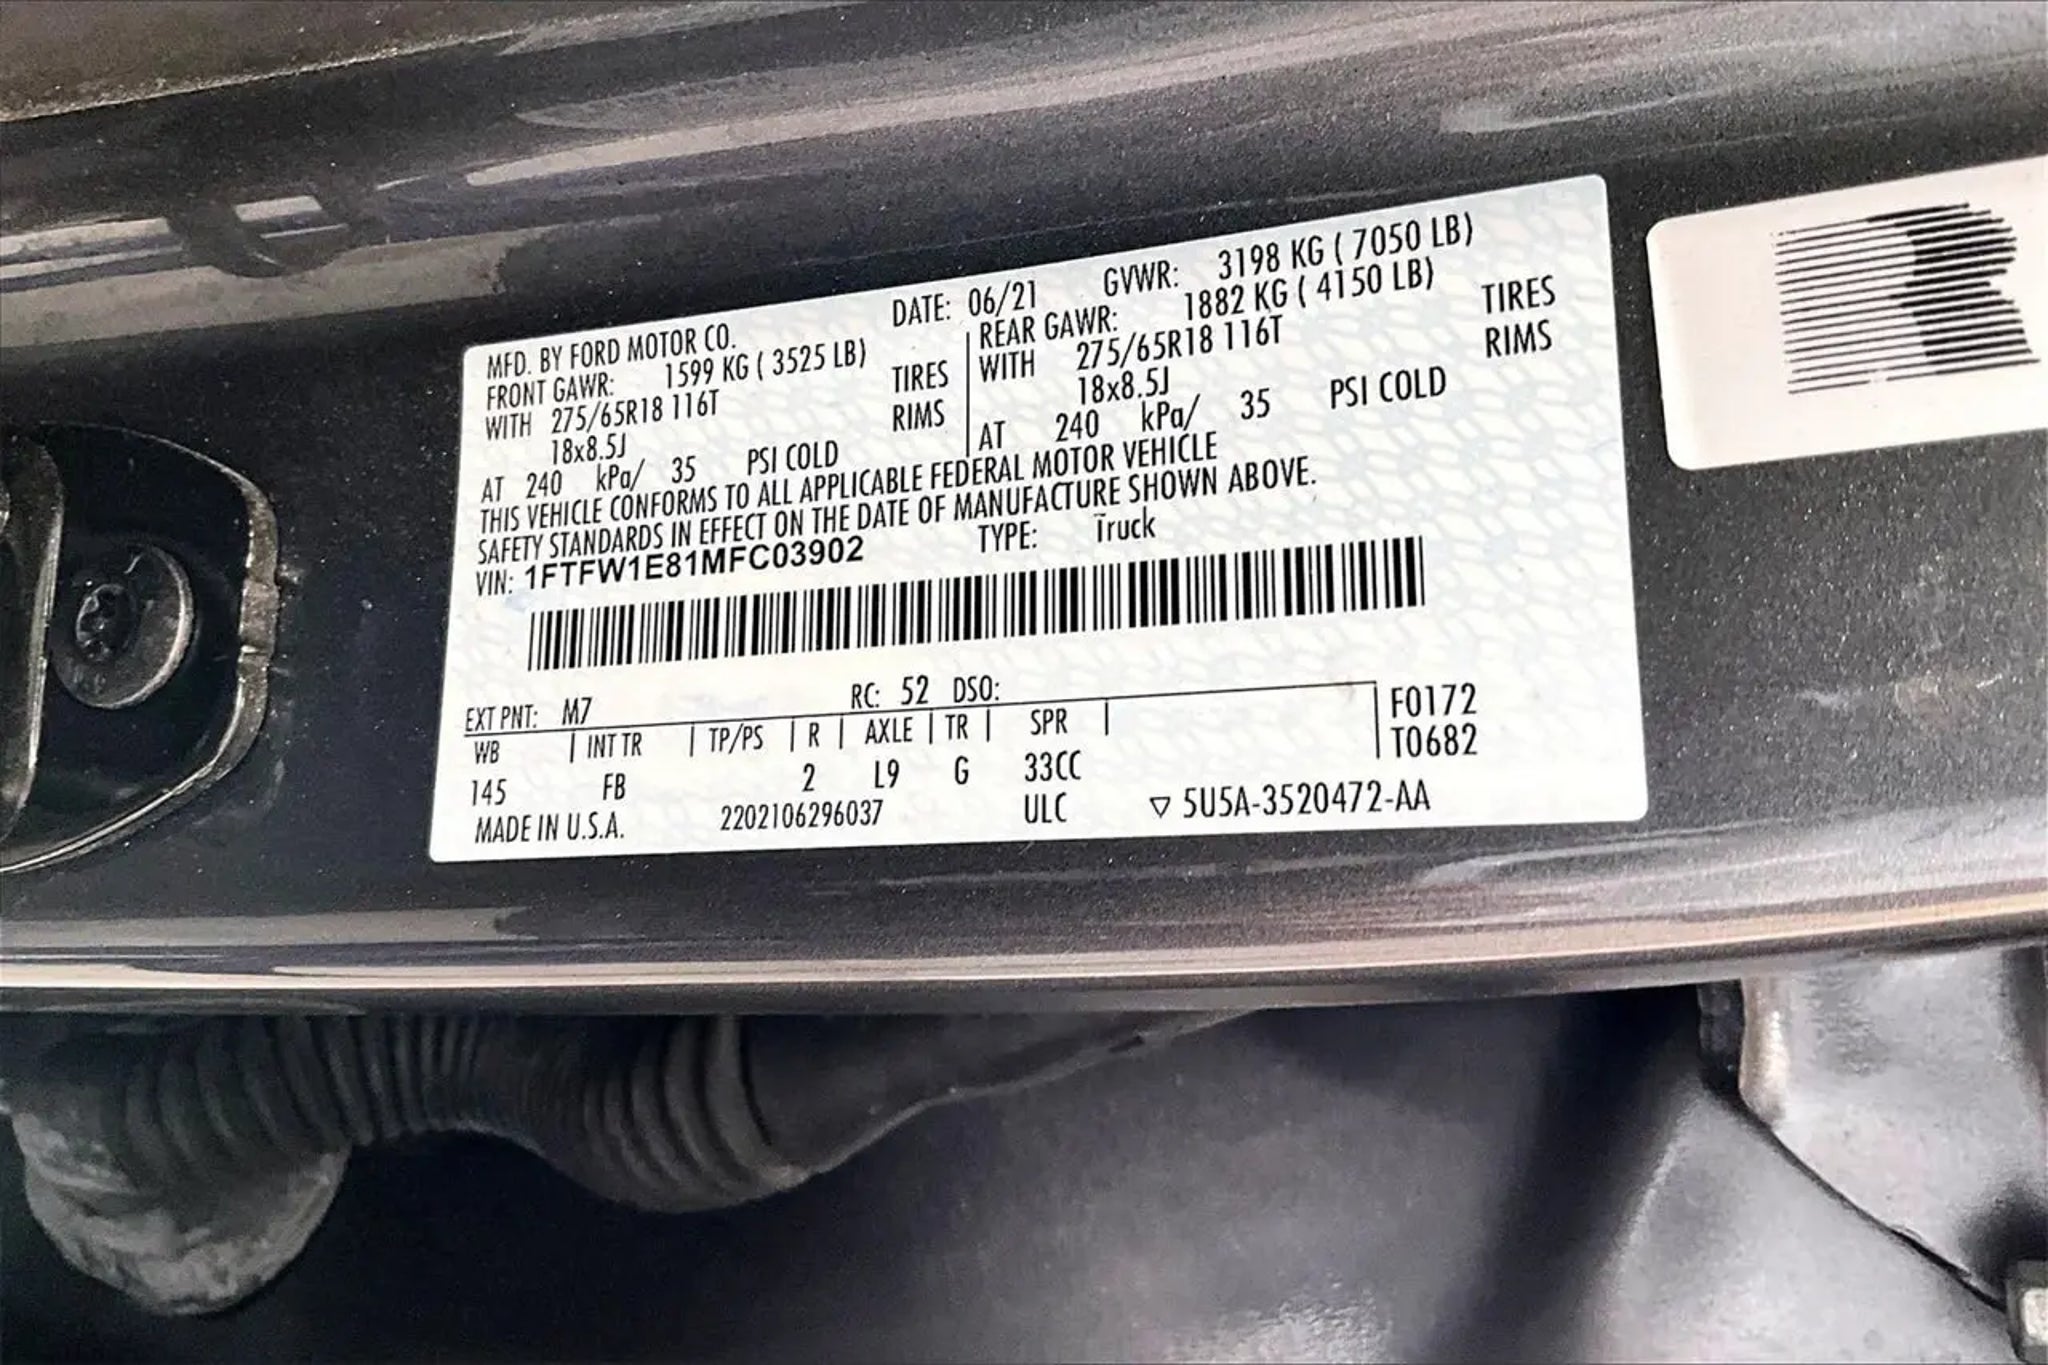 MFD. BY FORD MOTOR CO.
DATE: 06/21 GVWR: 3198 KG ( 7050 LB)
FRONT GAWR: 1599 KG ( 3525 LB)
WITH 275/65R18 116T TIRES
18x8.5J RIMS
AT 240 kPa/ 35 PSI COLD
REAR GAWR: 1882 KG ( 4150 LB)
WITH 275/65R18 116T TIRES
18x8.5J RIMS
AT 240 kPa/ 35 PSI COLD
THIS VEHICLE CONFORMS TO ALL APPLICABLE FEDERAL MOTOR VEHICLE
SAFETY STANDARDS IN EFFECT ON THE DATE OF MANUFACTURE SHOWN ABOVE.
VIN: 1FTFW1E81MFC03902 TYPE: Truck
EXT PNT: M7 RC: 52 DSO:
WB | INT TR | TP/PS | R | AXLE | TR | SPR | F0172
T0682
145 FB 2 L9 G 33CC
MADE IN U.S.A. 2202106296037 ULC ▽ 5U5A-3520472-AA